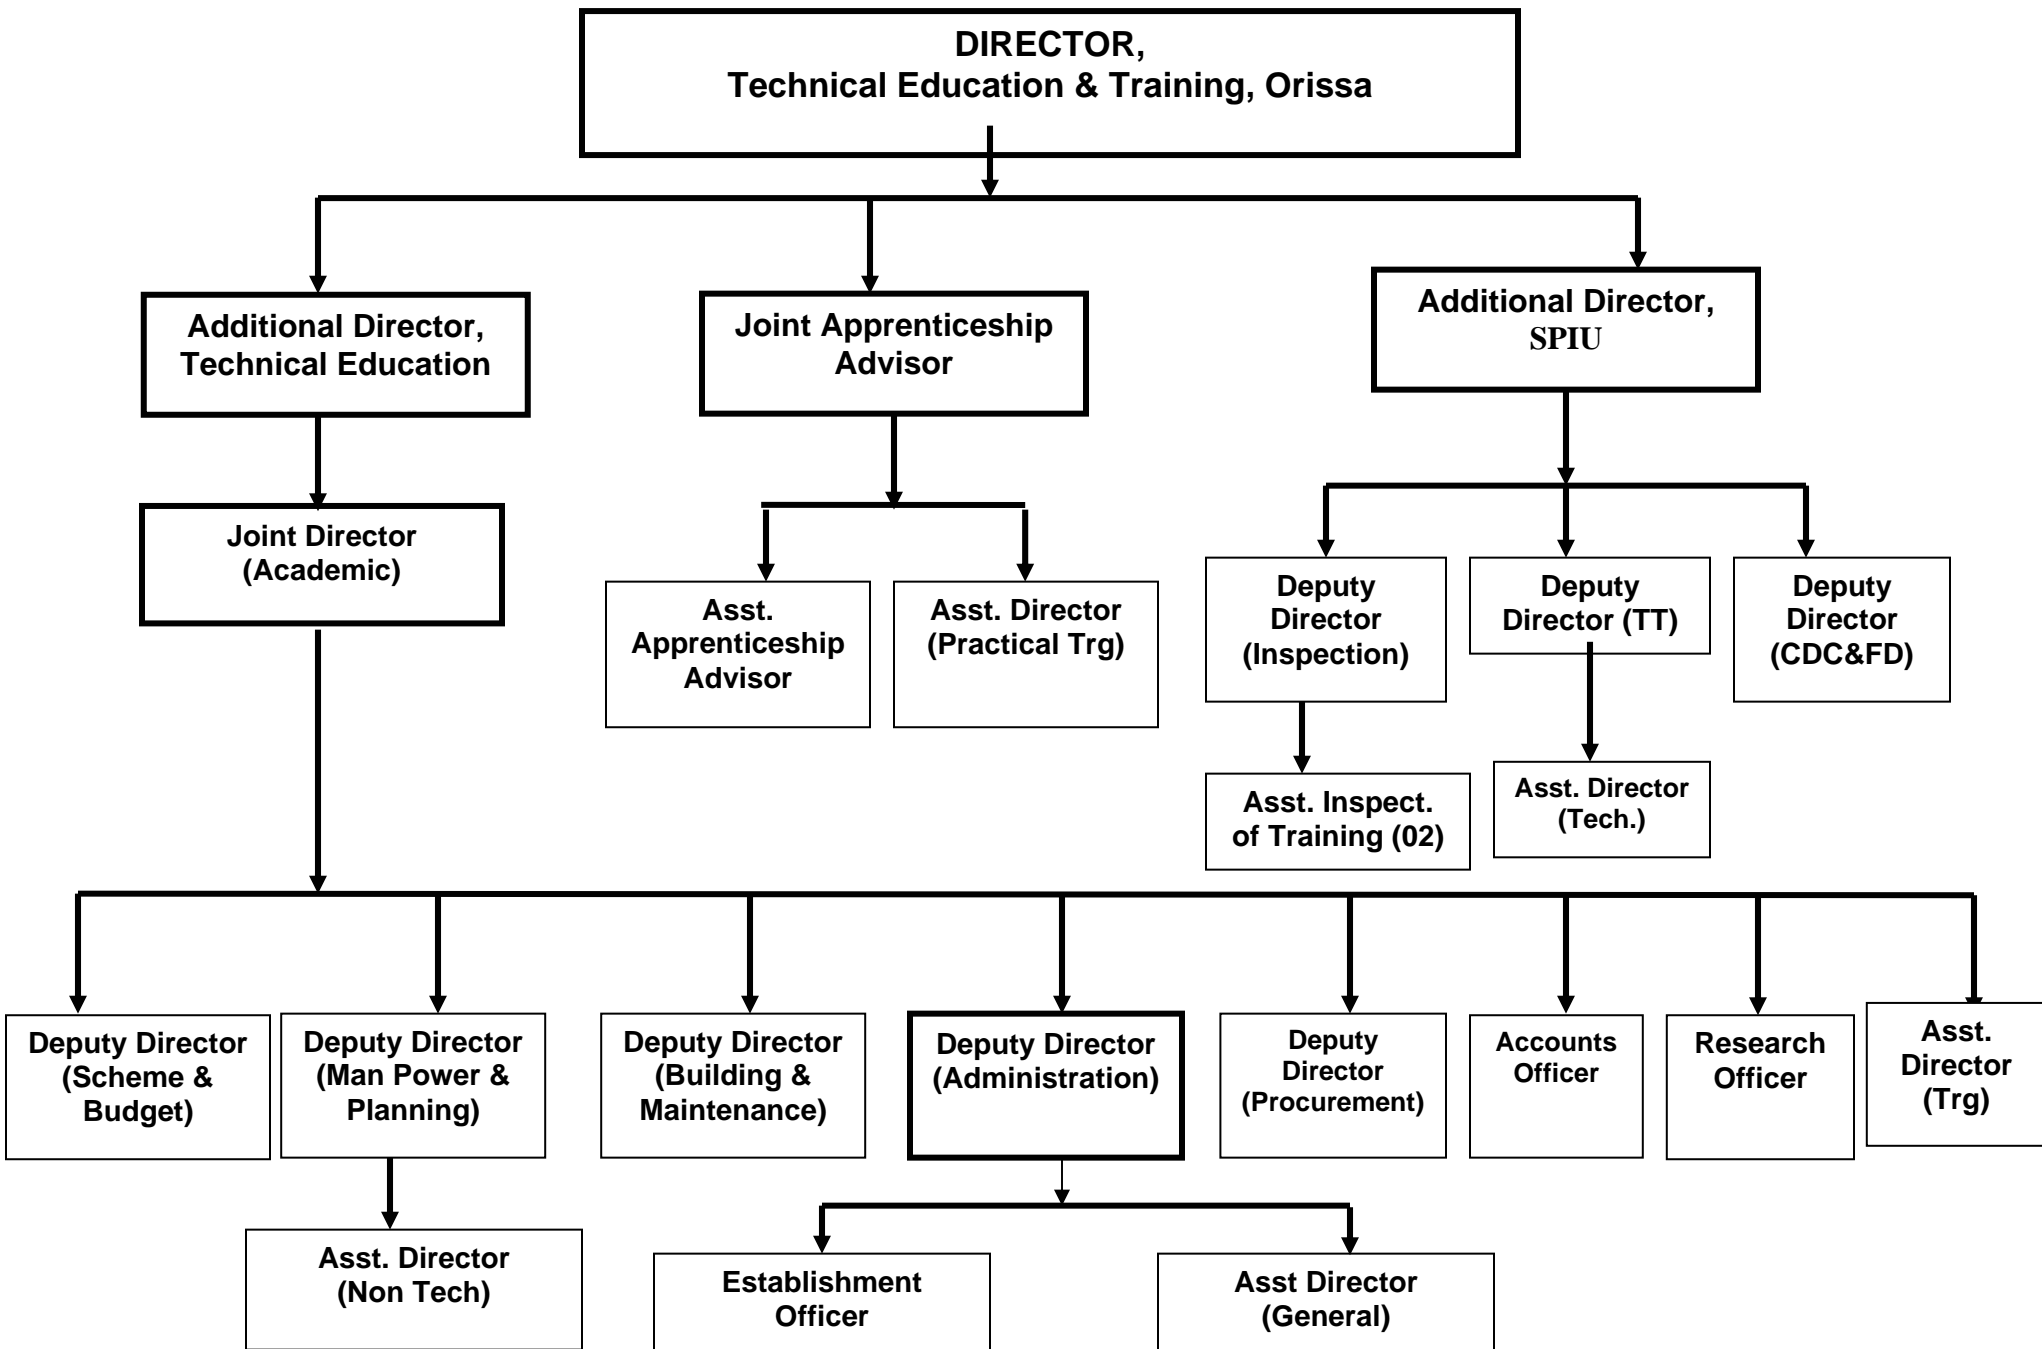 DIRECTOR,
Technical Education & Training, Orissa
Additional Director,
Technical Education
Joint Apprenticeship
Advisor
Additional Director,
SPIU
Joint Director
(Academic)
Asst.
Apprenticeship
Advisor
Asst. Director
(Practical Trg)
Deputy
Director
(Inspection)
Deputy
Director (TT)
Deputy
Director
(CDC&FD)
Asst. Inspect.
of Training (02)
Asst. Director
(Tech.)
Deputy Director
(Scheme &
Budget)
Deputy Director
(Man Power &
Planning)
Deputy Director
(Building &
Maintenance)
Deputy Director
(Administration)
Deputy
Director
(Procurement)
Accounts
Officer
Research
Officer
Asst.
Director
(Trg)
Asst. Director
(Non Tech)
Establishment
Officer
Asst Director
(General)